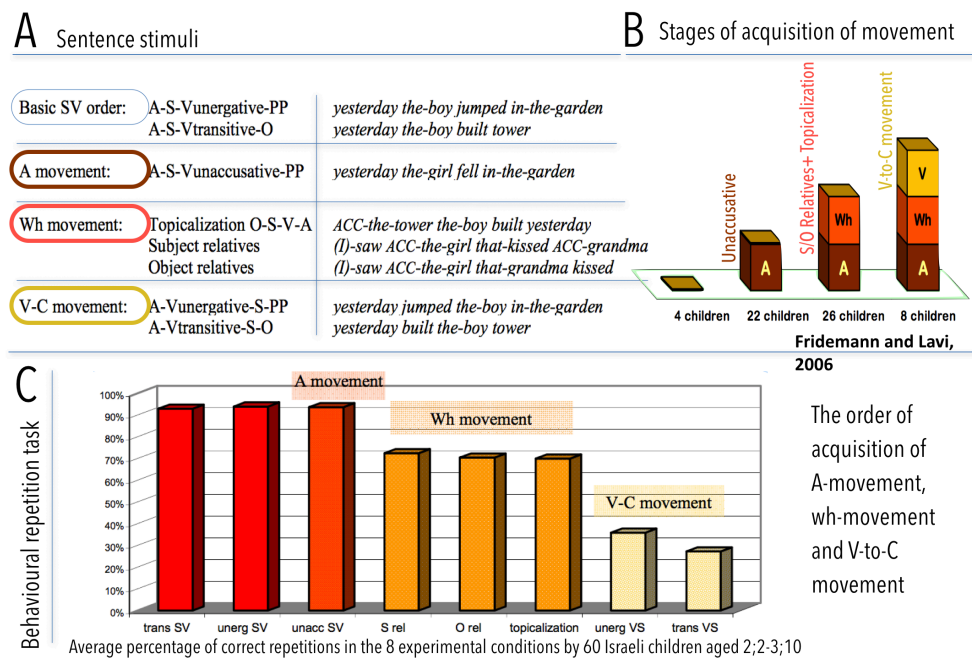 A Sentence stimuli
Basic SV order: A-S-Vunergative-PP yesterday the-boy jumped in-the-garden
A-S-Vtransitive-O yesterday the-boy built tower
A movement: A-S-Vunaccusative-PP yesterday the-girl fell in-the-garden
Wh movement: Topicalization O-S-V-A ACC-the-tower the-boy built yesterday
Subject relatives (I)-saw ACC-the-girl that-kissed ACC-grandma
Object relatives (I)-saw ACC-the-girl that-grandma kissed
V-C movement: A-Vunergative-S-PP yesterday jumped the-boy in-the-garden
A-Vtransitive-S-O yesterday built the-boy tower
B Stages of acquisition of movement
Unaccusative
S/O Relatives+ Topicalization
V-to-C movement
V
Wh Wh
A A A
4 children 22 children 26 children 8 children
Fridemann and Lavi,
2006
C
Behavioural repetition task
A movement
Wh movement
V-C movement
100%
90%
80%
70%
60%
50%
40%
30%
20%
10%
0%
trans SV unerg SV unacc SV S rel O rel topicalization unerg VS trans VS
Average percentage of correct repetitions in the 8 experimental conditions by 60 Israeli children aged 2;2-3;10
The order of
acquisition of
A-movement,
wh-movement
and V-to-C
movement